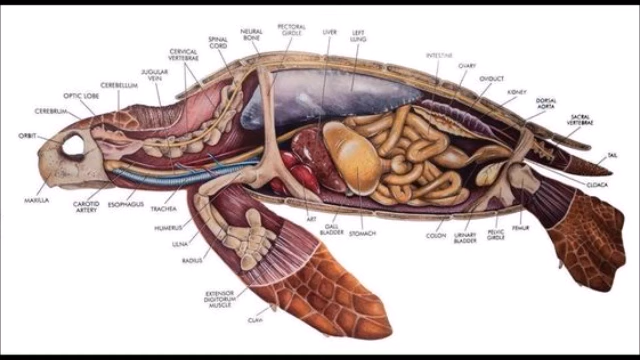 PECTORAL
GIRDLE
NEURAL
BONE
LIVER
LEFT
LUNG
SPINAL
CORD
CERVICAL
VERTEBRAE
JUGULAR
VEIN
CEREBELLUM
OPTIC LOBE
CEREBRUM
ORBIT
INTESTINE
OVARY
OVIDUCT
KIDNEY
DORSAL
AORTA
SACRAL
VERTEBRAE
TAIL
CLOACA
MAXILLA
CAROTID
ARTERY
ESOPHAGUS
TRACHEA
HUMERUS
ULNA
RADIUS
EXTENSOR
DIGITORUM
MUSCLE
CLAW
ART
GALL
BLADDER
STOMACH
COLON
URINARY
BLADDER
PELVIC
GIRDLE
FEMUR